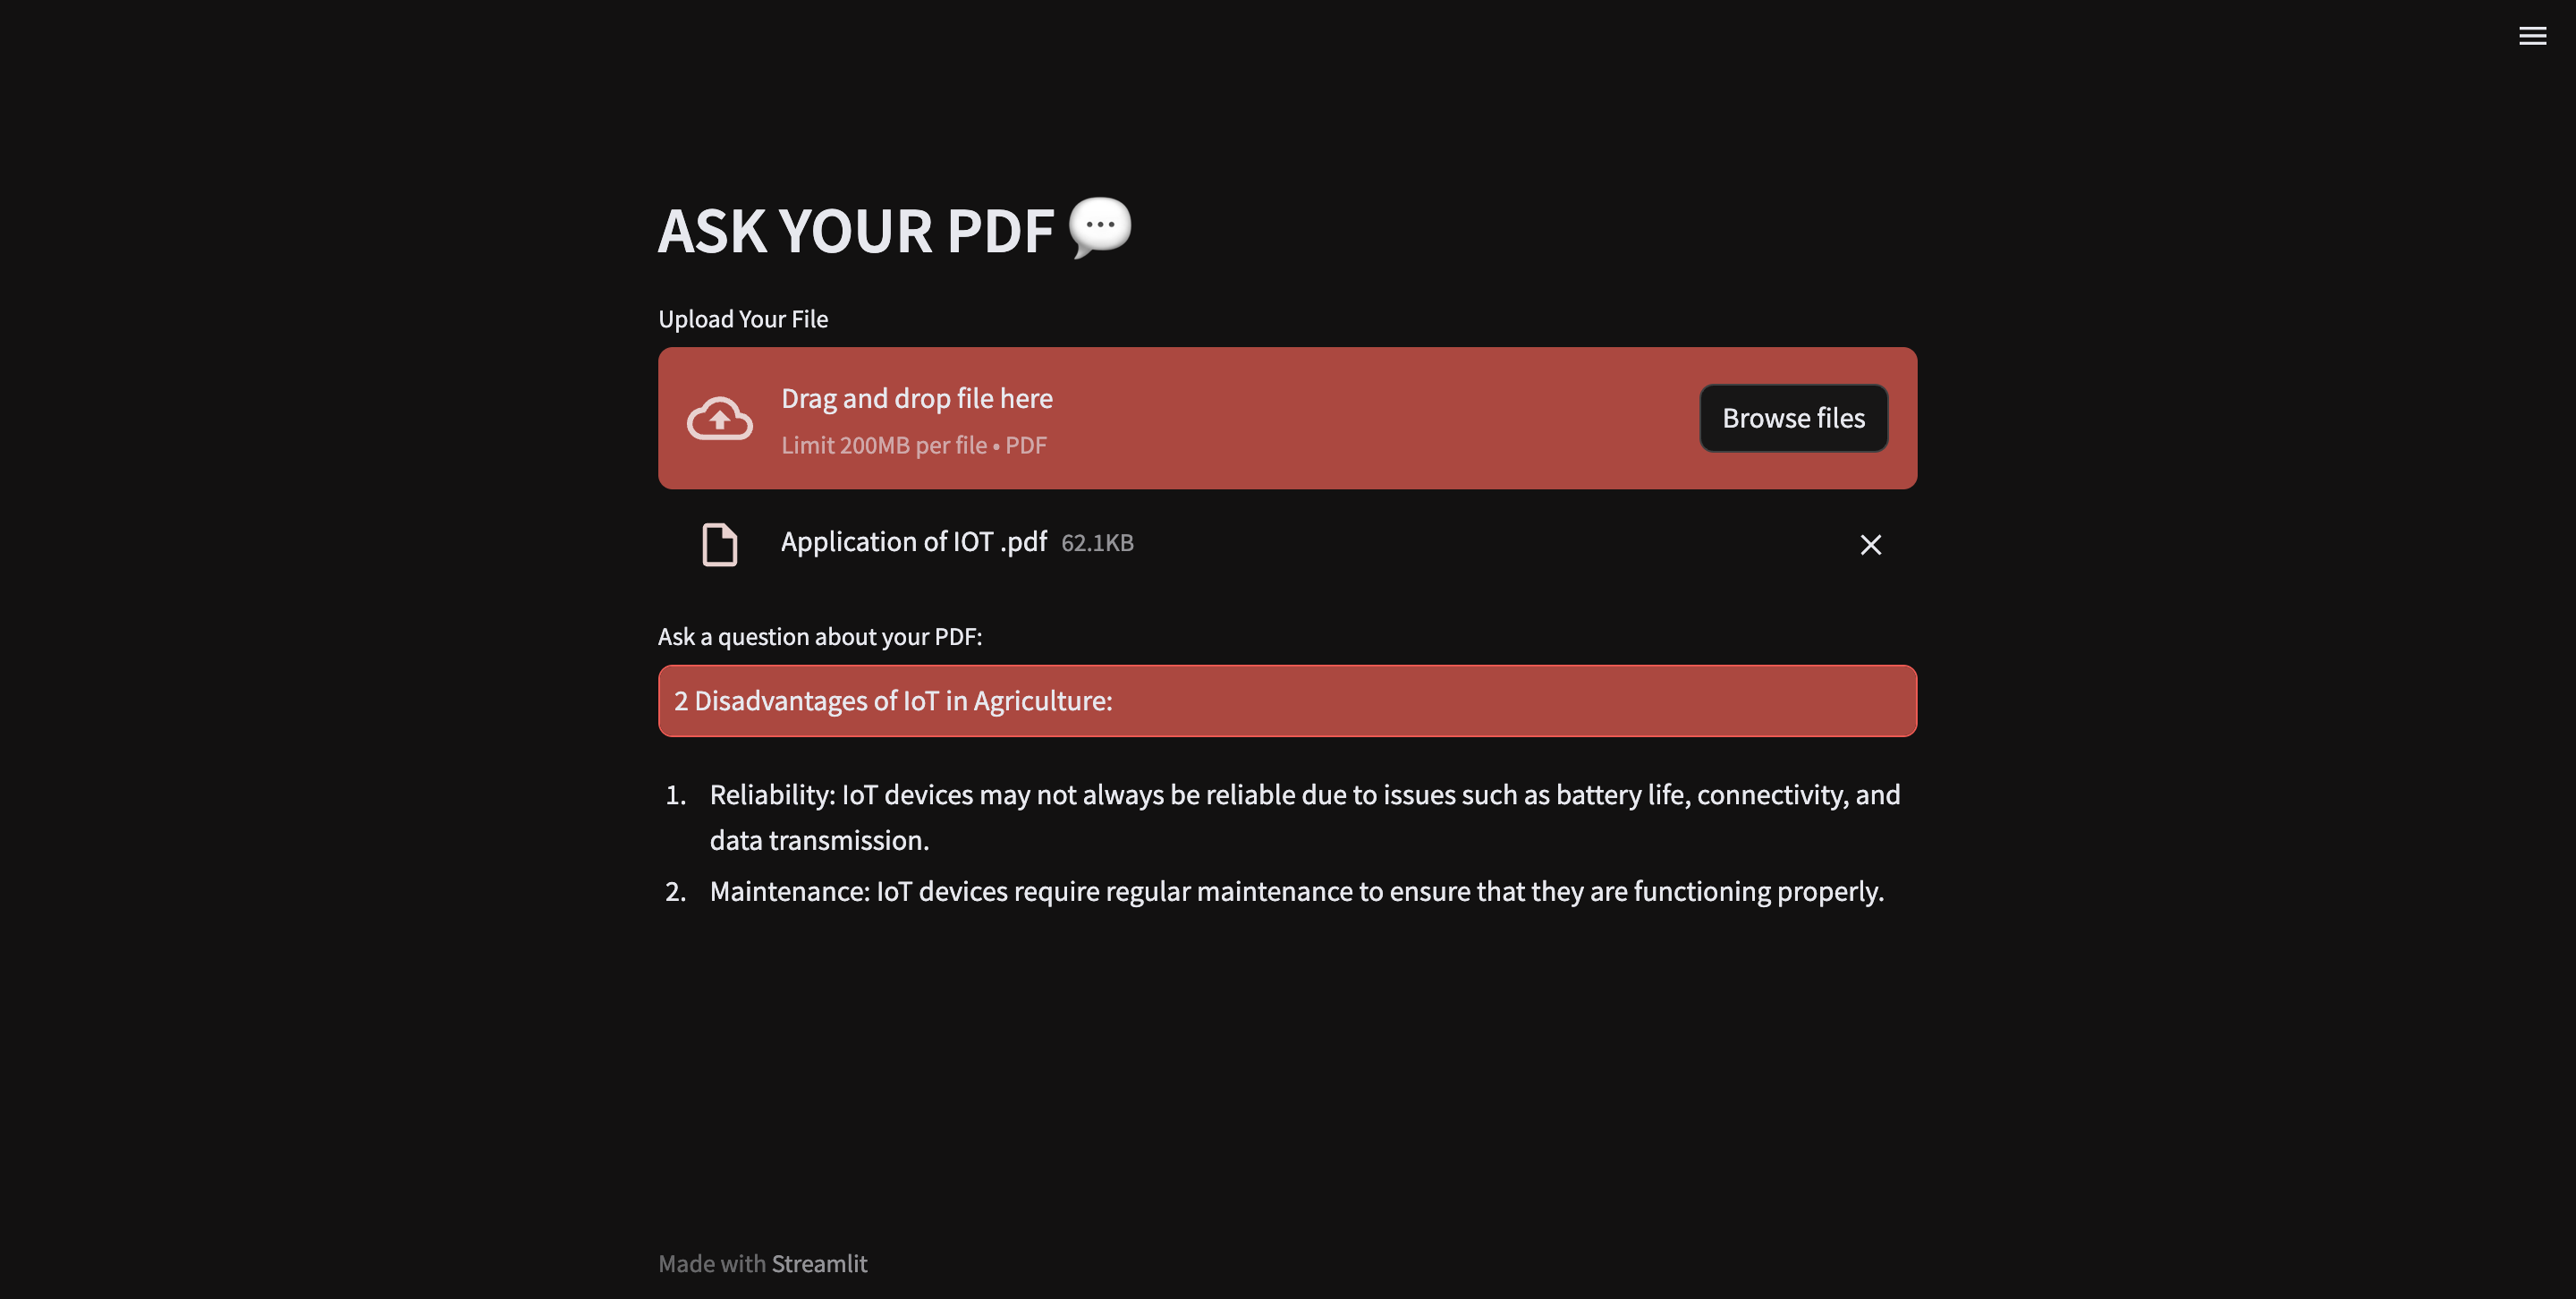 ASK YOUR PDF 💬
Upload Your File
Drag and drop file here
Limit 200MB per file • PDF
Browse files
Application of IOT .pdf 62.1KB
Ask a question about your PDF:
2 Disadvantages of IoT in Agriculture:
1. Reliability: IoT devices may not always be reliable due to issues such as battery life, connectivity, and
data transmission.
2. Maintenance: IoT devices require regular maintenance to ensure that they are functioning properly.
Made with Streamlit